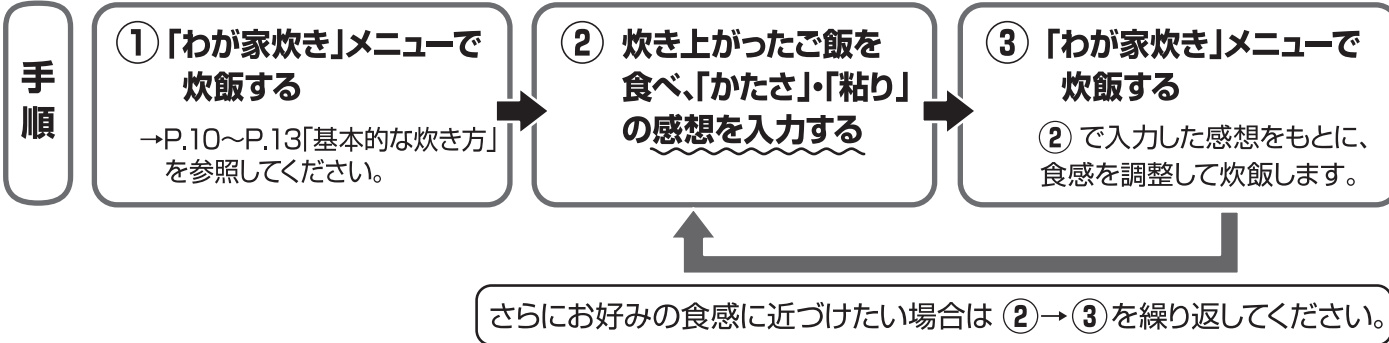 手順
①「わが家炊き」メニューで
炊飯する
→P.10～P.13「基本的な炊き方」
を参照してください。
② 炊き上がったご飯を
食べ、「かたさ」・「粘り」
の感想を入力する
③「わが家炊き」メニューで
炊飯する
② で入力した感想をもとに、
食感を調整して炊飯します。
さらにお好みの食感に近づけたい場合は ②→③を繰り返してください。